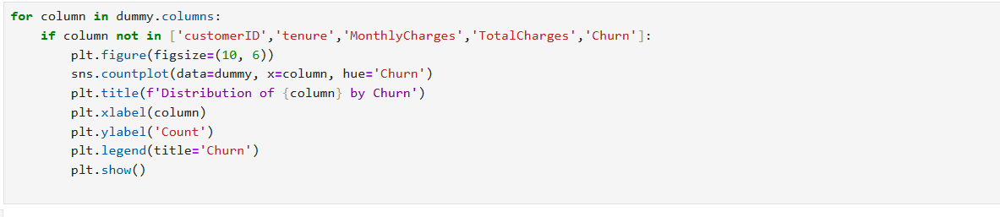 for column in dummy.columns:
    if column not in ['customerID','tenure','MonthlyCharges','TotalCharges','Churn']:
        plt.figure(figsize=(10, 6))
        sns.countplot(data=dummy, x=column, hue='Churn')
        plt.title(f'Distribution of {column} by Churn')
        plt.xlabel(column)
        plt.ylabel('Count')
        plt.legend(title='Churn')
        plt.show()